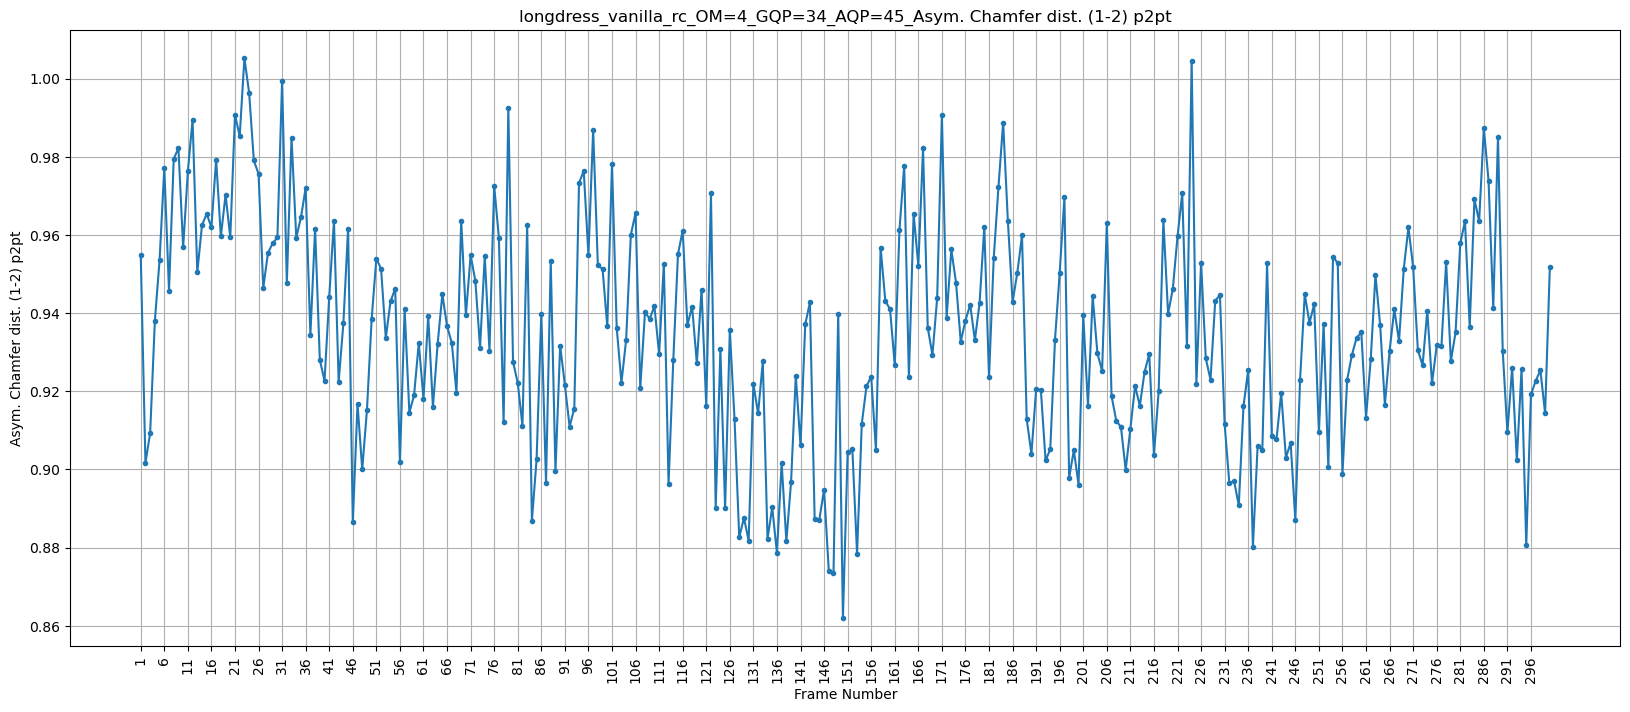 longdress_vanilla_rc_OM=4_GQP=34_AQP=45_Asym. Chamfer dist. (1-2) p2pt
Asym. Chamfer dist. (1-2) p2pt
1.00
0.98
0.96
0.94
0.92
0.90
0.88
0.86
1 6 11 16 21 26 31 36 41 46 51 56 61 66 71 76 81 86 91 96 101 106 111 116 121 126 131 136 141 146 151 156 161 166 171 176 181 186 191 196 201 206 211 216 221 226 231 236 241 246 251 256 261 266 271 276 281 286 291 296
Frame Number